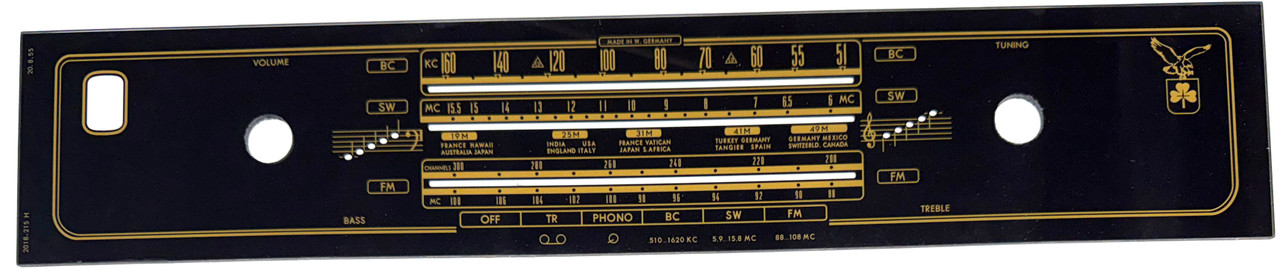 20.8.55
MADE IN W. GERMANY
VOLUME
TUNING
BC
KC 160 140 120 100 80 70 60 55 51
BC
SW
MC 15.5 15 14 13 12 11 10 9 8 7 6.5 6 MC
SW
19M 25M 31M 41M 49M
FRANCE HAWAII INDIA USA FRANCE VATICAN TURKEY GERMANY GERMANY MEXICO
AUSTRALIA JAPAN ENGLAND ITALY JAPAN S.AFRICA TANGIER SPAIN SWITZERLD. CANADA
CHANNELS 300 280 260 240 220 200
FM
FM
MC 108 106 104 102 100 98 96 94 92 90 88
BASS
TREBLE
OFF TR PHONO BC SW FM
510..1620 KC 5.9..15.8 MC 88..108 MC
2018-215 H